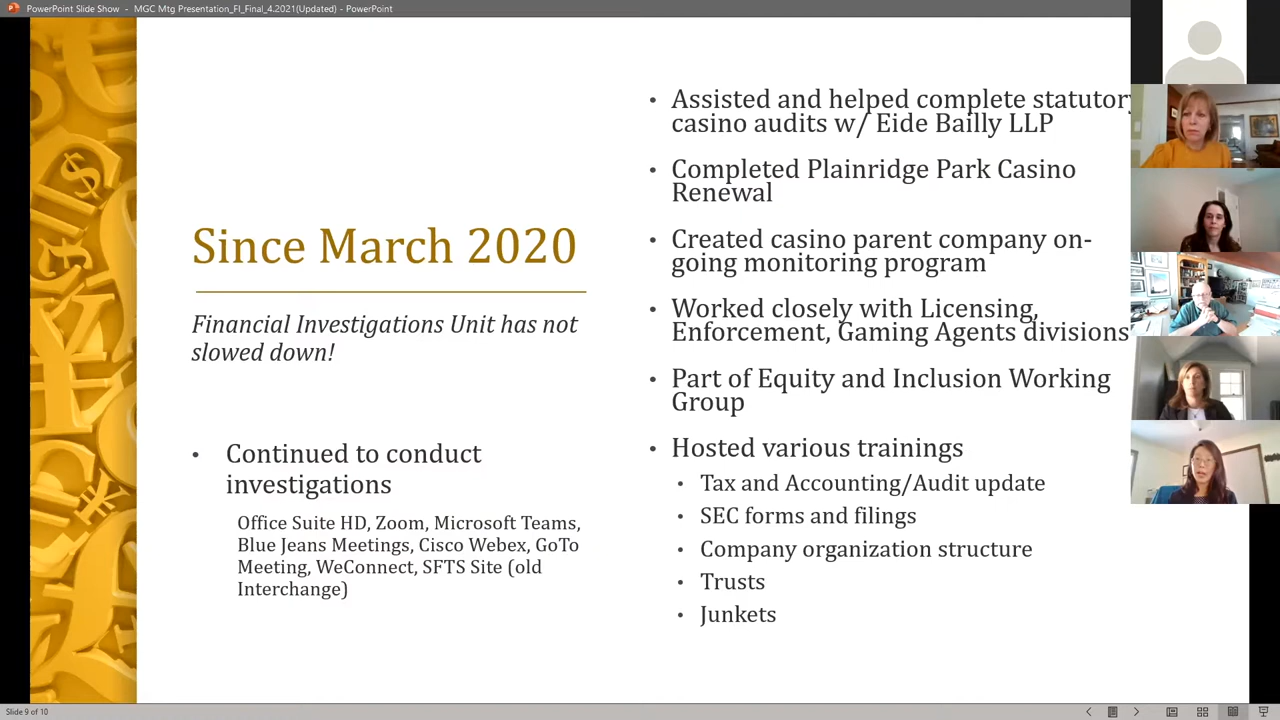 PowerPoint Slide Show - MGC Mtg Presentation_FI_Final_4.2021(Updated) - PowerPoint
Since March 2020
Financial Investigations Unit has not
slowed down!
• Continued to conduct
investigations
Office Suite HD, Zoom, Microsoft Teams,
Blue Jeans Meetings, Cisco Webex, GoTo
Meeting, WeConnect, SFTS Site (old
Interchange)
• Assisted and helped complete statutory
casino audits w/ Eide Bailly LLP
• Completed Plainridge Park Casino
Renewal
• Created casino parent company on-
going monitoring program
• Worked closely with Licensing,
Enforcement, Gaming Agents divisions
• Part of Equity and Inclusion Working
Group
• Hosted various trainings
• Tax and Accounting/Audit update
• SEC forms and filings
• Company organization structure
• Trusts
• Junkets
Slide 9 of 10